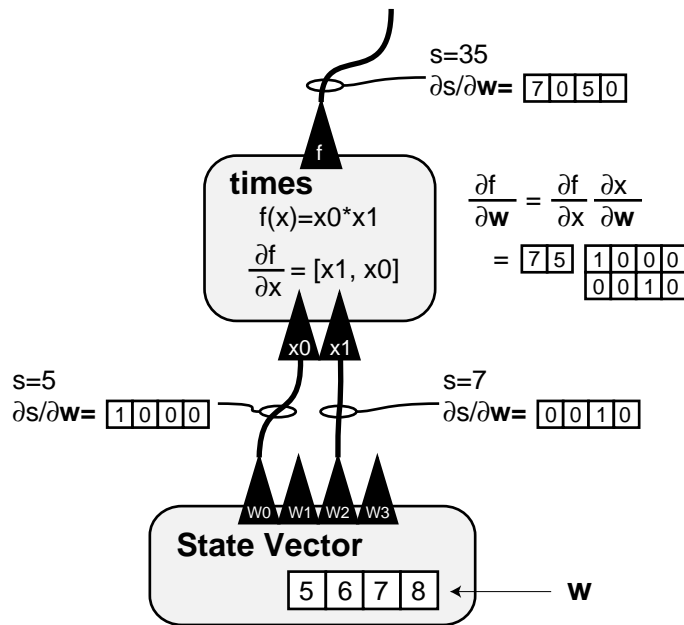 s=35
∂s/∂w= 7 0 5 0
f
times
f(x)=x0*x1
∂f/∂x = [x1, x0]
∂f/∂w = ∂f/∂x ∂x/∂w
= 7 5 1 0 0 0
0 0 1 0
x0 x1
s=5
∂s/∂w= 1 0 0 0
s=7
∂s/∂w= 0 0 1 0
W0 W1 W2 W3
State Vector
5 6 7 8
w